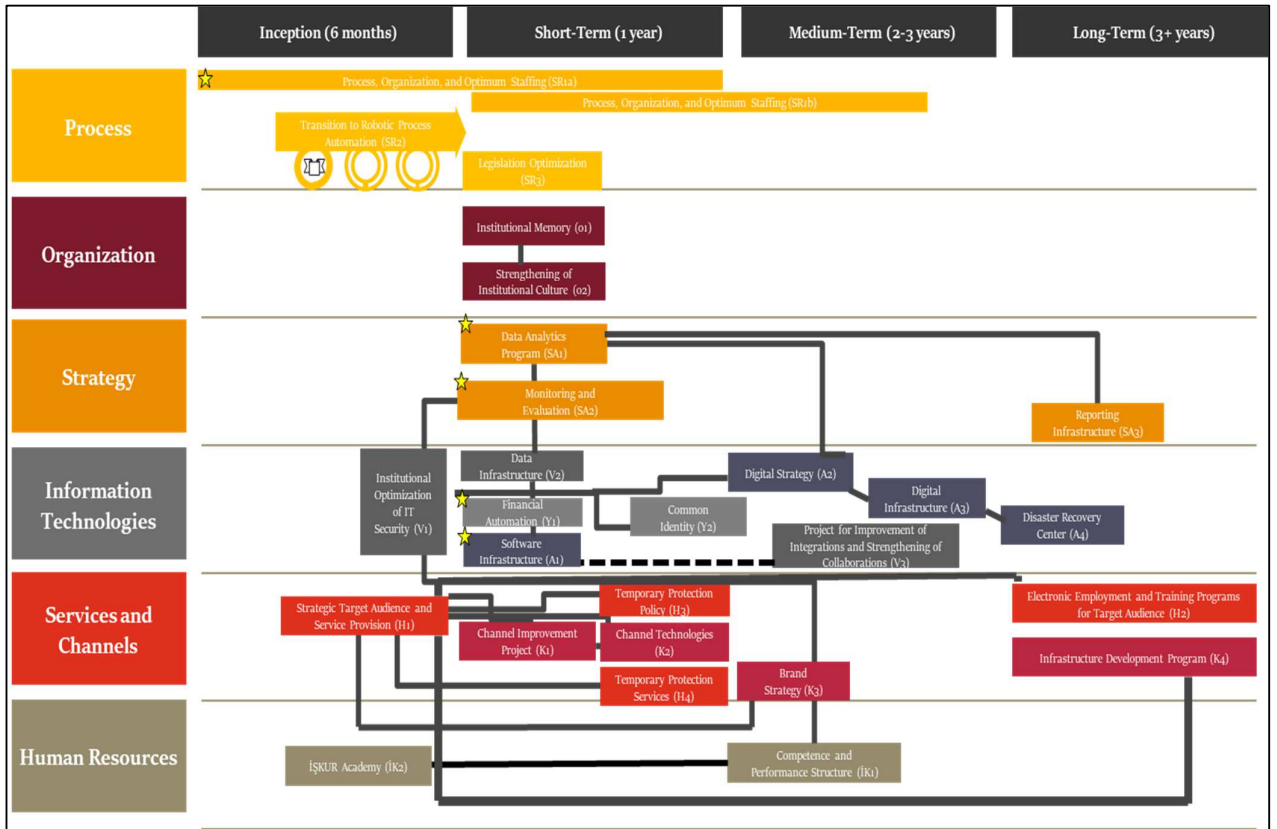 Inception (6 months)
Short-Term (1 year)
Medium-Term (2-3 years)
Long-Term (3+ years)
Process
Process, Organization, and Optimum Staffing (SR1a)
Process, Organization, and Optimum Staffing (SR1b)
Transition to Robotic Process
Automation (SR2)
Legislation Optimization
(SR3)
Organization
Institutional Memory (01)
Strengthening of
Institutional Culture (02)
Strategy
Data Analytics
Program (SA1)
Monitoring and
Evaluation (SA2)
Reporting
Infrastructure (SA3)
Information
Technologies
Institutional
Optimization
of IT
Security (V1)
Data
Infrastructure (V2)
Financial
Automation (Y1)
Software
Infrastructure (A1)
Common
Identity (Y2)
Digital Strategy (A2)
Digital
Infrastructure (A3)
Disaster Recovery
Center (A4)
Project for Improvement of
Integrations and Strengthening of
Collaborations (V3)
Services and
Channels
Strategic Target Audience and
Service Provision (H1)
Temporary Protection
Policy (H3)
Channel Improvement
Project (K1)
Channel Technologies
(K2)
Temporary Protection
Services (H4)
Brand
Strategy (K3)
Electronic Employment and Training Programs
for Target Audience (H2)
Infrastructure Development Program (K4)
Human Resources
İŞKUR Academy (İK2)
Competence and
Performance Structure (İK1)